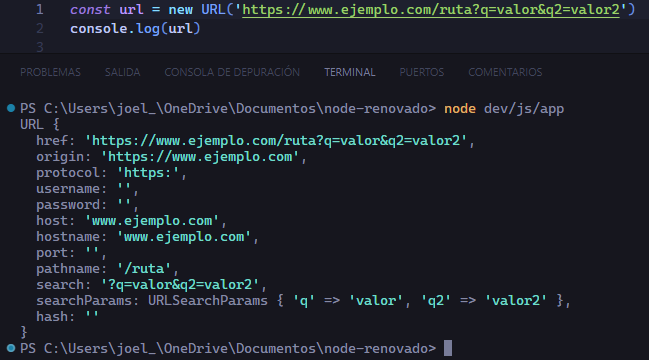 1 const url = new URL('https://www.ejemplo.com/ruta?q=valor&q2=valor2')
2 console.log(url)
3
PROBLEMAS SALIDA CONSOLA DE DEPURACIÓN TERMINAL PUERTOS COMENTARIOS
PS C:\Users\joel_\OneDrive\Documentos\node-renovado> node dev/js/app
URL {
  href: 'https://www.ejemplo.com/ruta?q=valor&q2=valor2',
  origin: 'https://www.ejemplo.com',
  protocol: 'https:',
  username: '',
  password: '',
  host: 'www.ejemplo.com',
  hostname: 'www.ejemplo.com',
  port: '',
  pathname: '/ruta',
  search: '?q=valor&q2=valor2',
  searchParams: URLSearchParams { 'q' => 'valor', 'q2' => 'valor2' },
  hash: ''
}
PS C:\Users\joel_\OneDrive\Documentos\node-renovado>